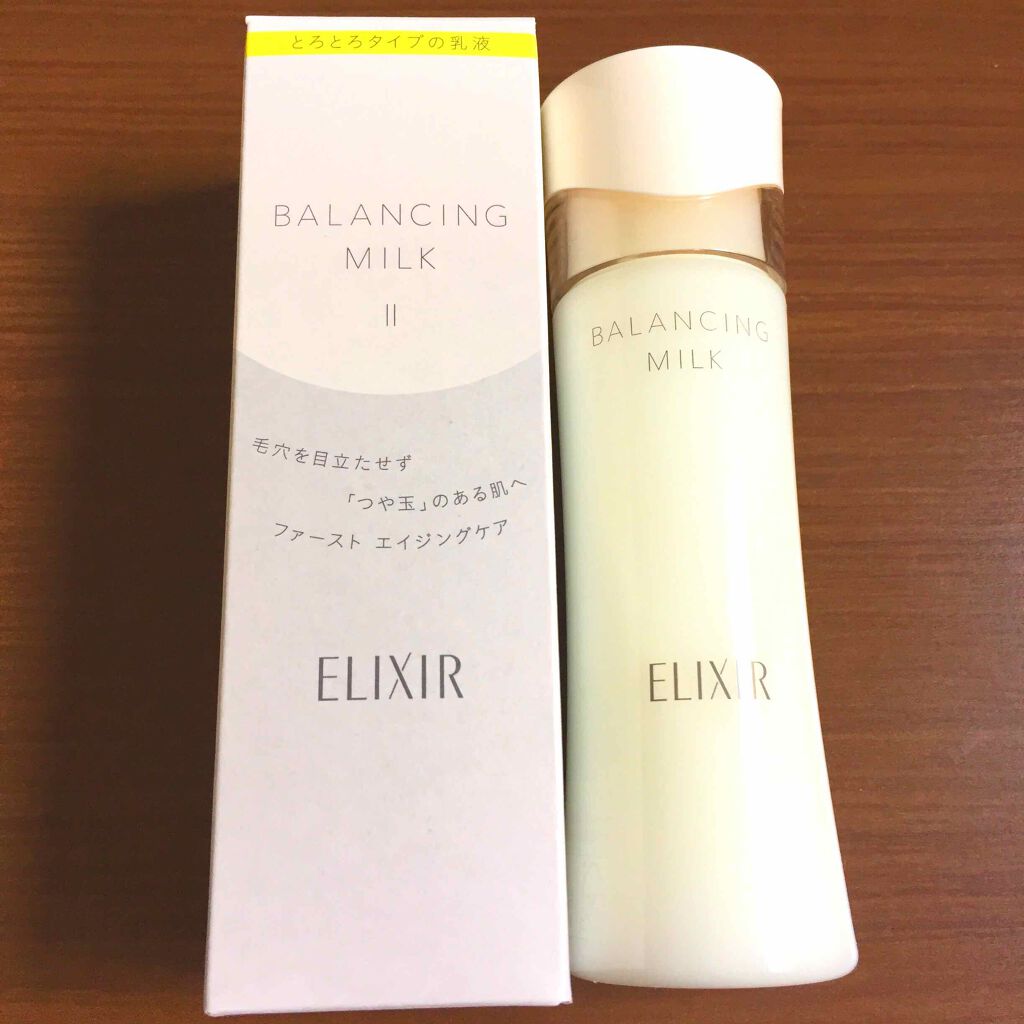 とろとろタイプの乳液
BALANCING
MILK
II
毛穴を目立たせず
「つや玉」のある肌へ
ファースト エイジングケア
ELIXIR
BALANCING
MILK
ELIXIR